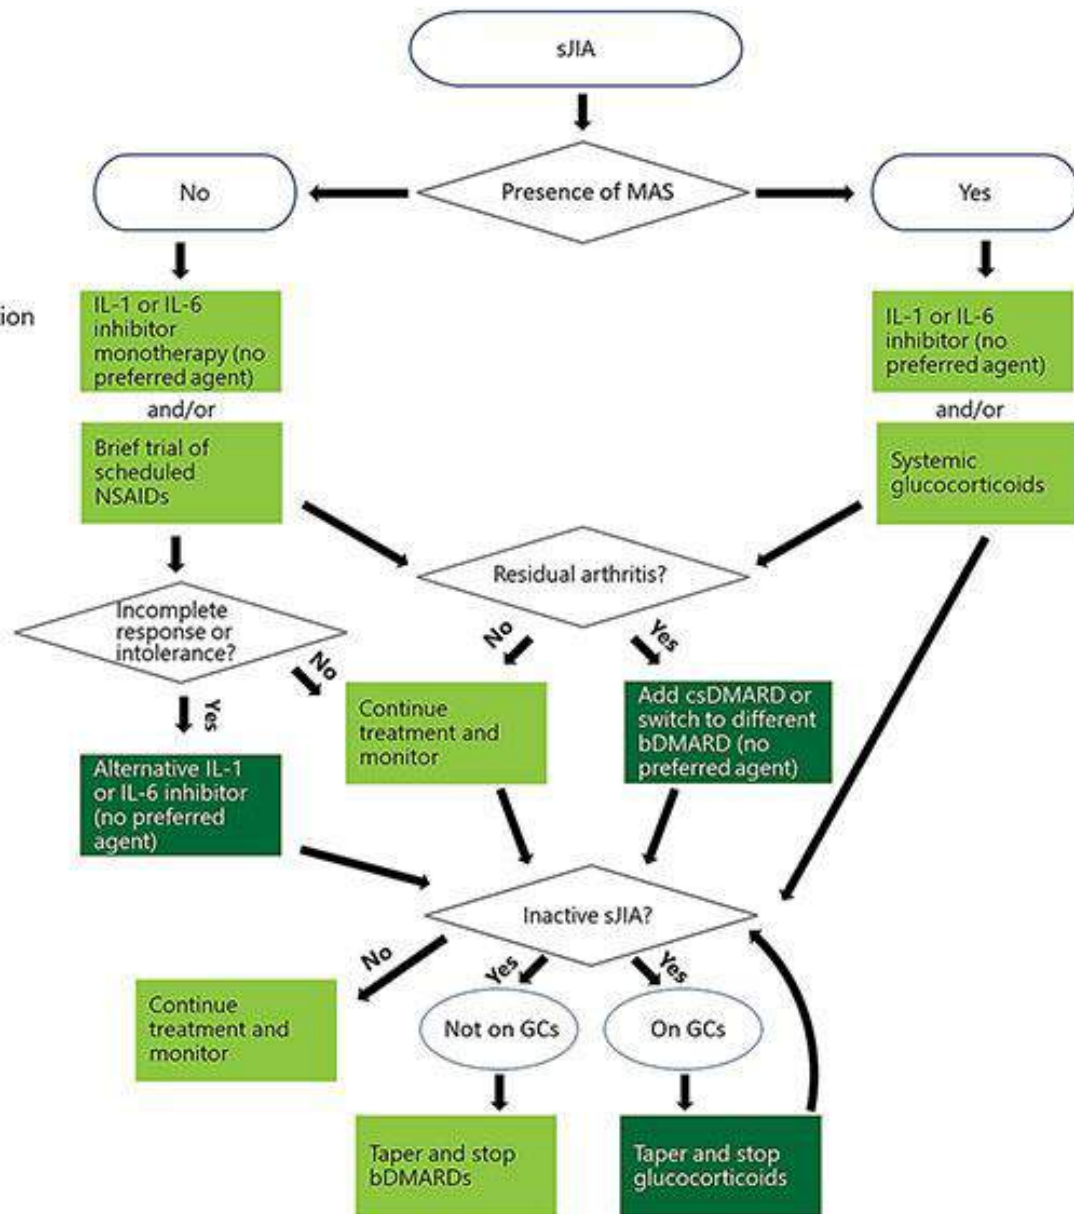 sJIA
Presence of MAS
No
Yes
IL-1 or IL-6
inhibitor
monotherapy (no
preferred agent)
and/or
Brief trial of
scheduled
NSAIDs
IL-1 or IL-6
inhibitor (no
preferred agent)
and/or
Systemic
glucocorticoids
Residual arthritis?
No
Yes
Incomplete
response or
intolerance?
No
Yes
Continue
treatment and
monitor
Add csDMARD or
switch to different
bDMARD (no
preferred agent)
Alternative IL-1
or IL-6 inhibitor
(no preferred
agent)
Inactive sJIA?
No
Yes
Yes
Continue
treatment and
monitor
Not on GCs
On GCs
Taper and stop
bDMARDs
Taper and stop
glucocorticoids